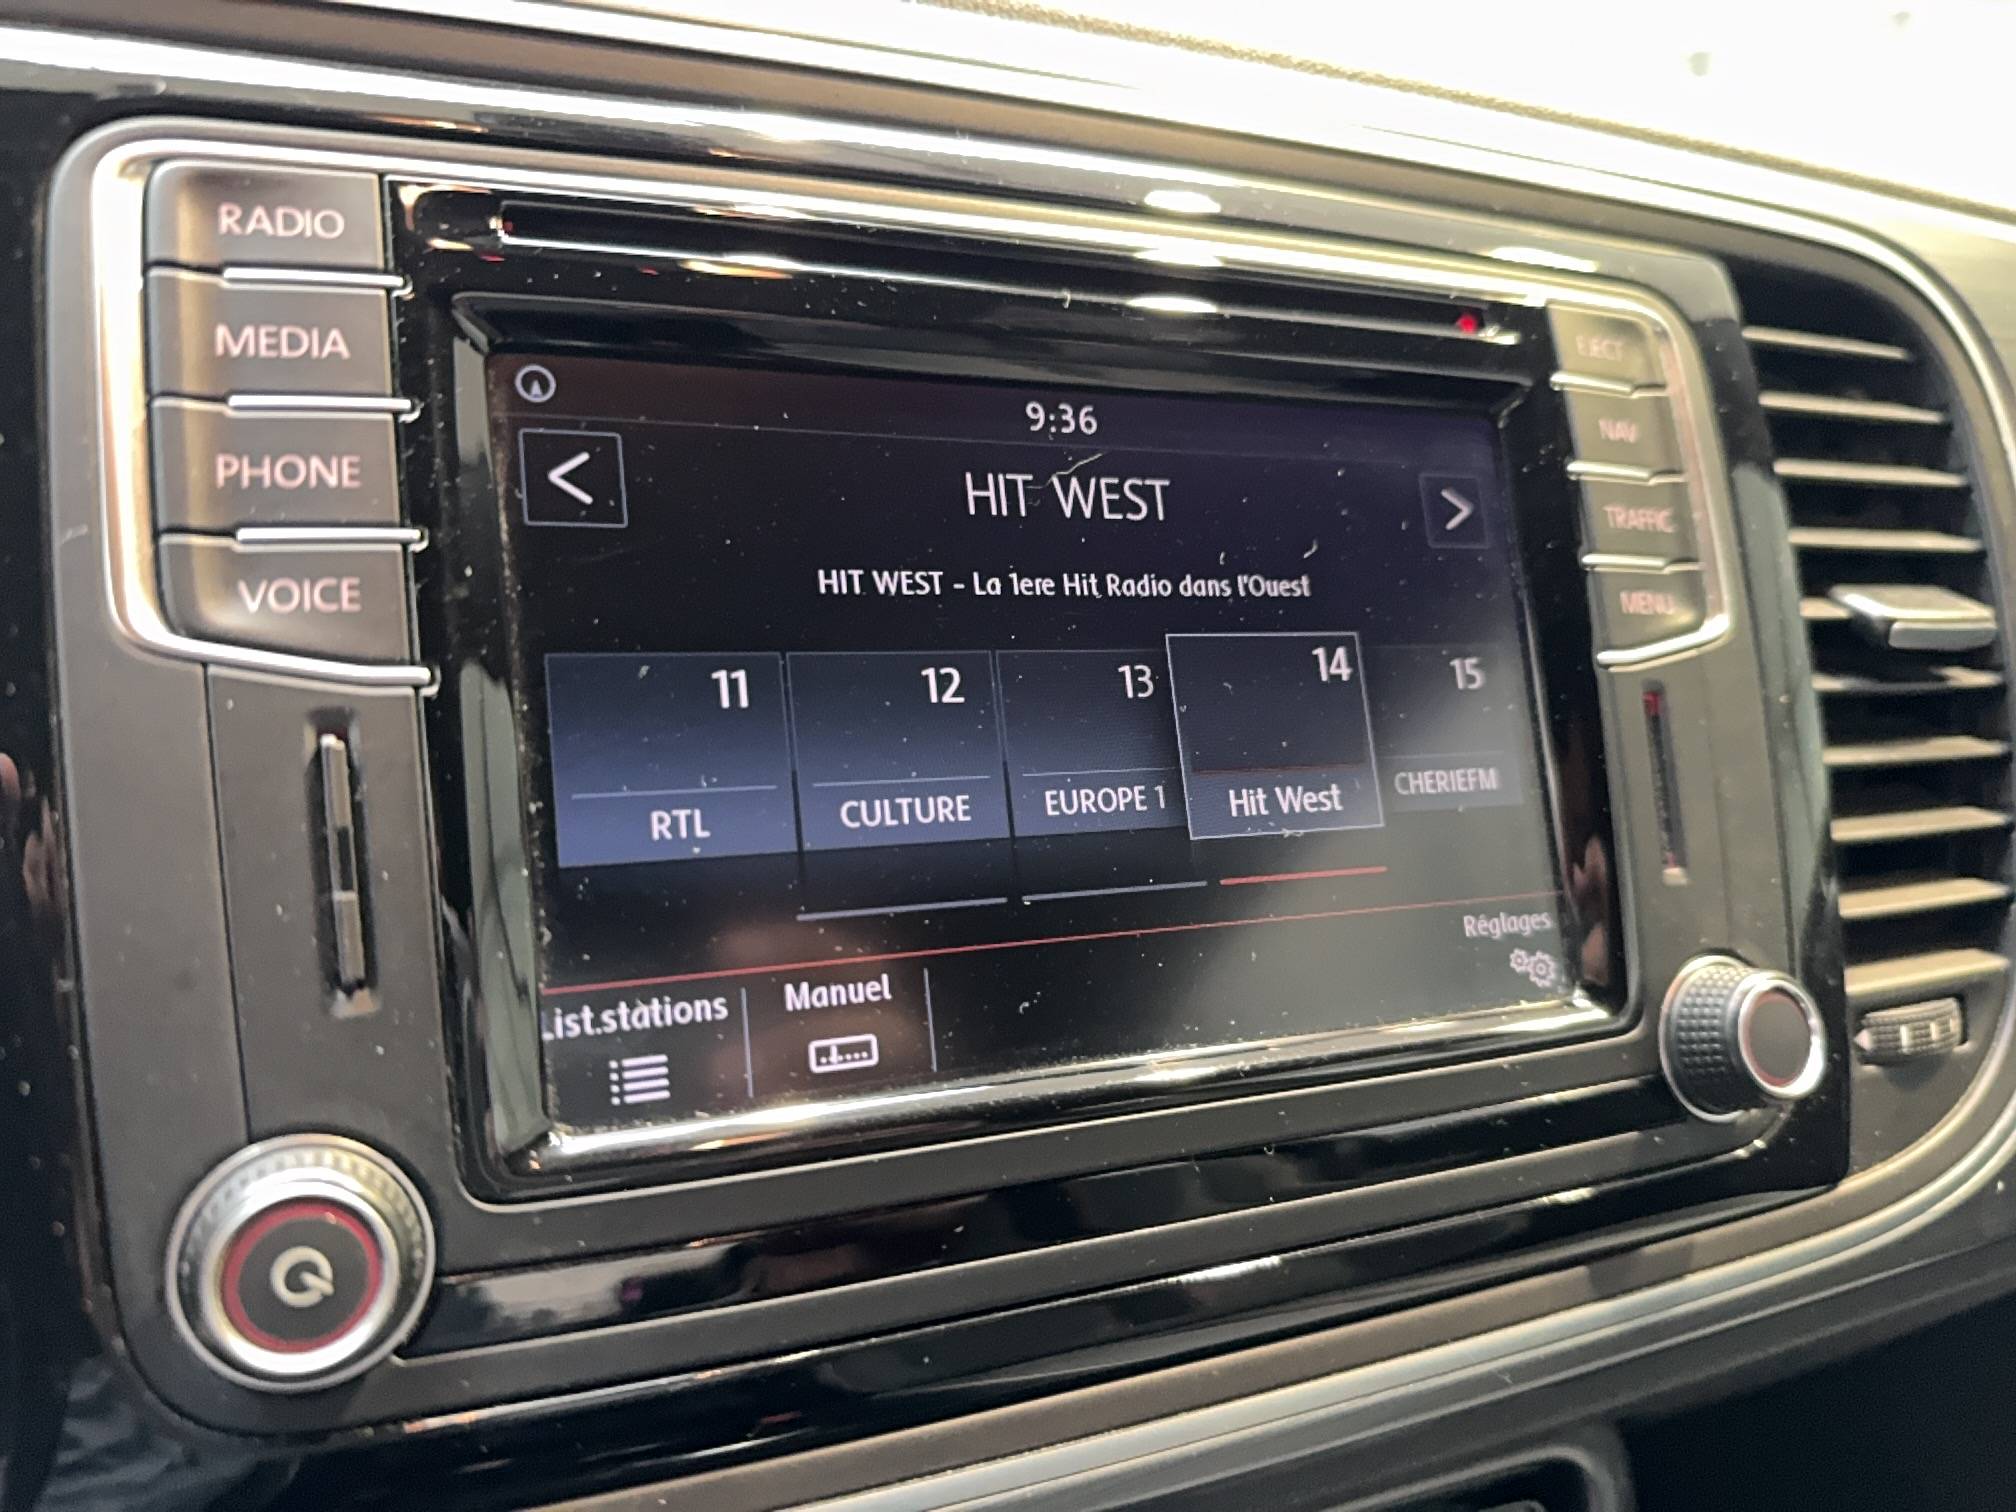 RADIO
MEDIA
PHONE
VOICE
EJECT
NAV
TRAFFIC
MENU
9:36
HIT WEST
HIT WEST - La 1ere Hit Radio dans l'Ouest
11
12
13
14
15
RTL
CULTURE
EUROPE 1
Hit West
CHERIEFM
List.stations
Manuel
Réglages